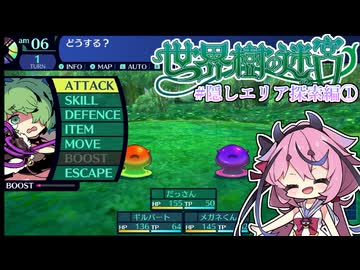 am 06
どうする？
1
TURN
INFO
MAP
AUTO
世界樹の迷宮
#隠しエリア探索編①
ATTACK
SKILL
DEFENCE
ITEM
MOVE
BOOST
ESCAPE
BOOST
だっさん
HP 155 TP 50
ギルバート
HP 136 TP 64
メガネくん
HP 145 TP